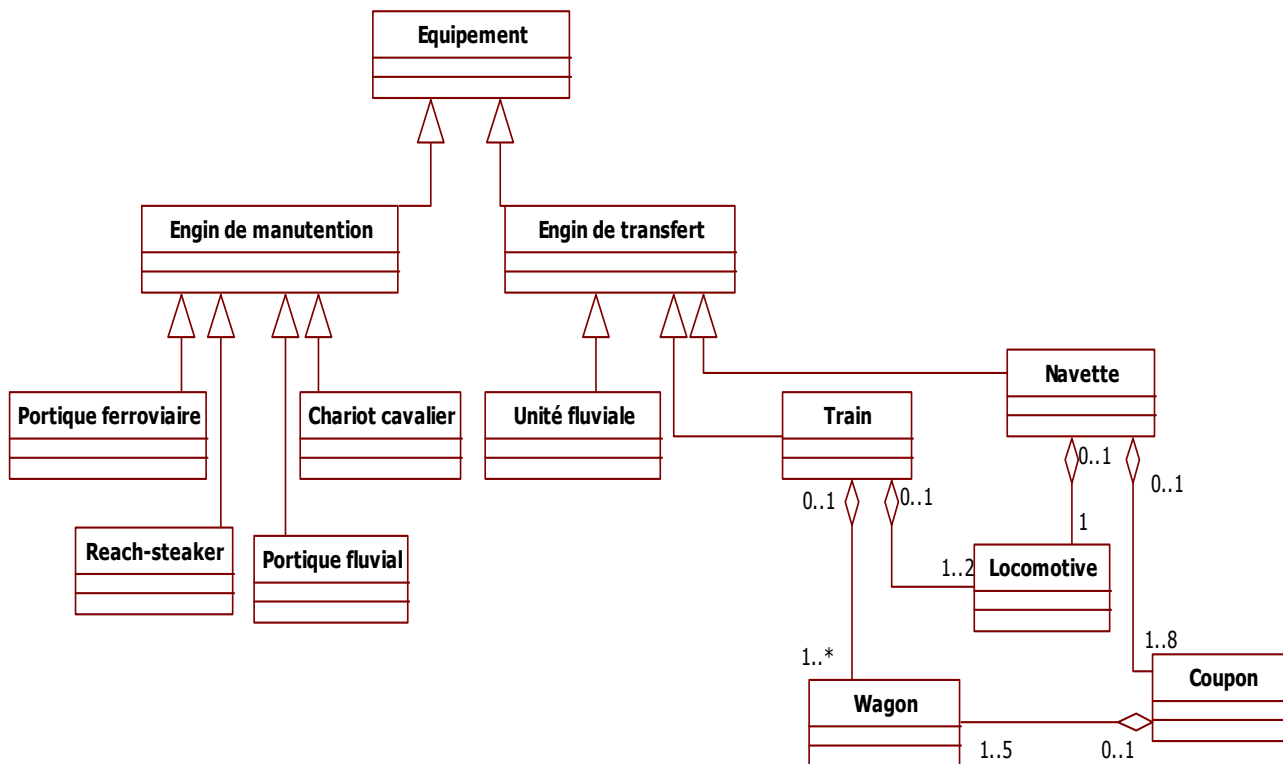 Equipement
Engin de manutention
Engin de transfert
Navette
Portique ferroviaire
Chariot cavalier
Unité fluviale
Train
0..1
0..1
0..1
0..1
Reach-steaker
Portique fluvial
1
1..2
Locomotive
1..*
1..8
Wagon
Coupon
1..5
0..1